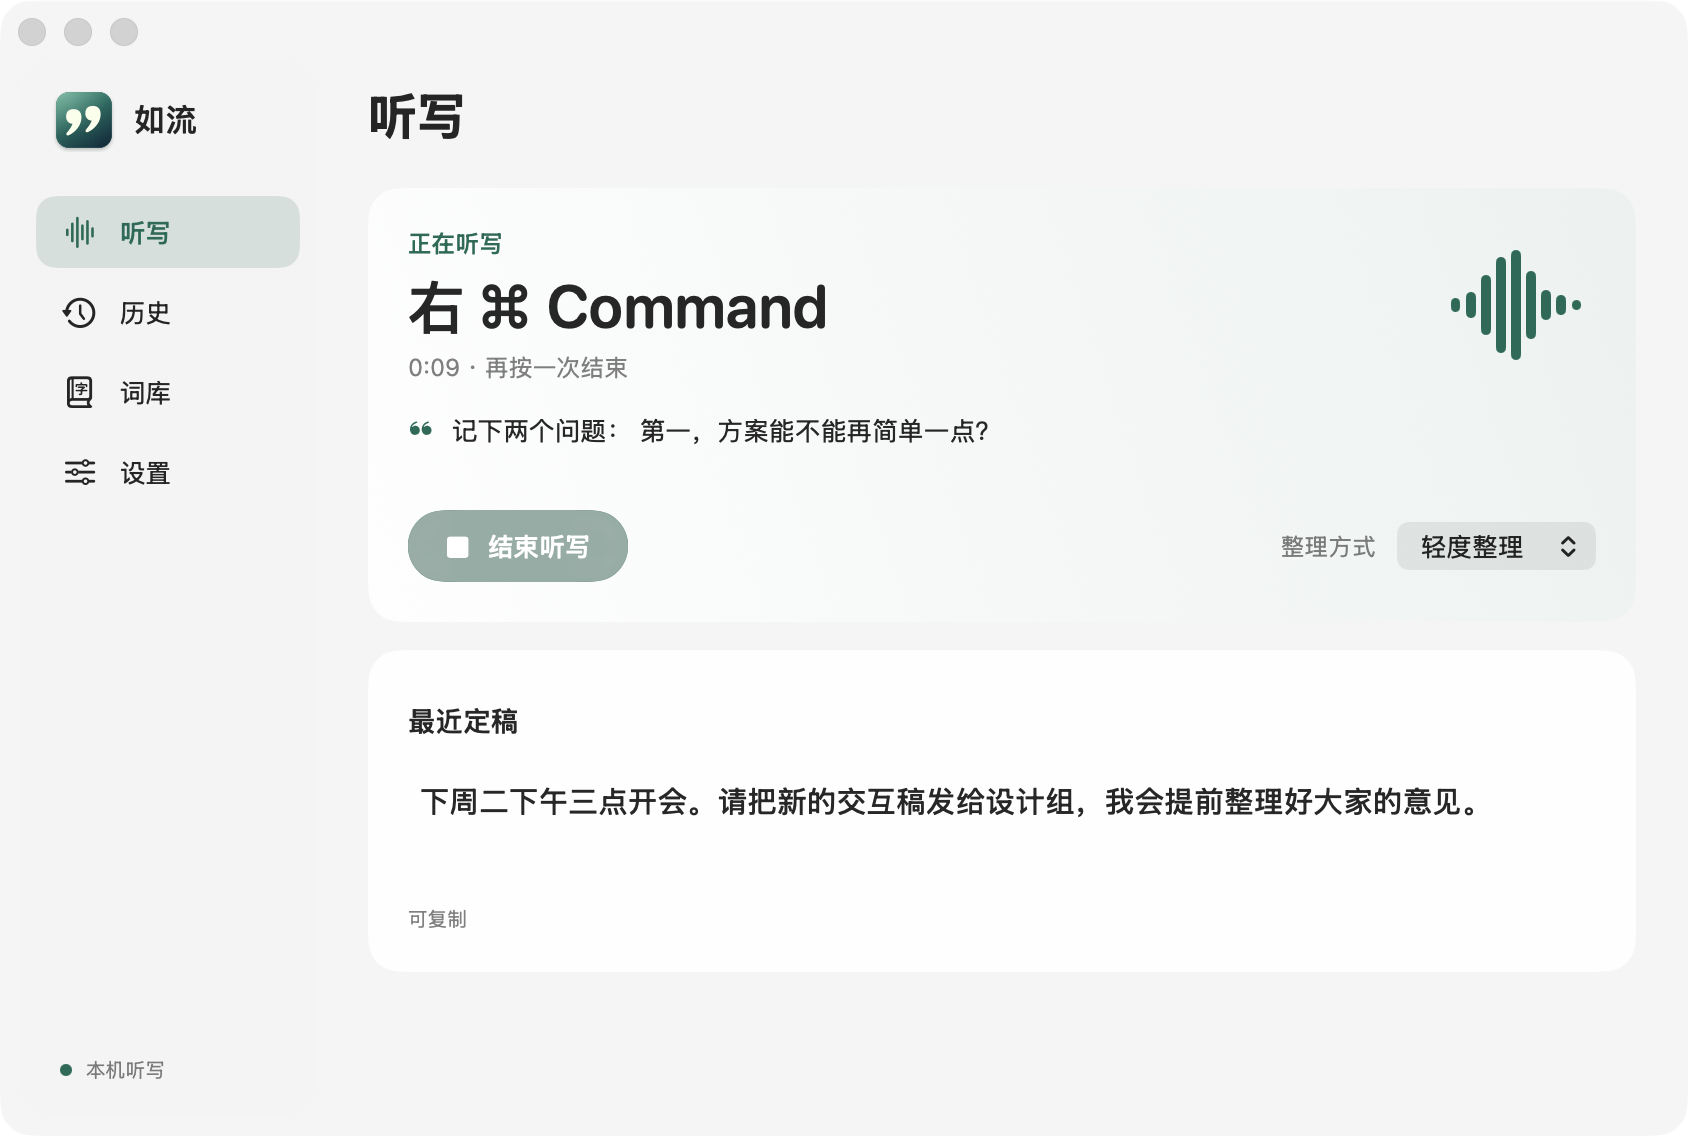 如流
听写
历史
词库
设置
本机听写
听写
正在听写
右 ⌘ Command
0:09 · 再按一次结束
❝ 记下两个问题： 第一，方案能不能再简单一点？
结束听写
整理方式 轻度整理
最近定稿
下周二下午三点开会。请把新的交互稿发给设计组，我会提前整理好大家的意见。
可复制